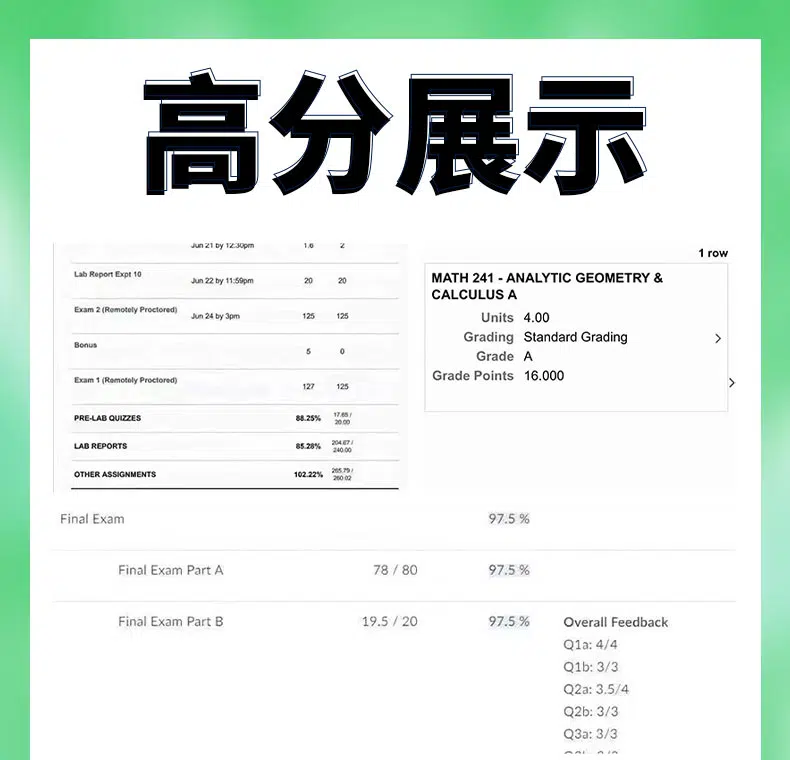 高分展示
Jun 21 by 12:30pm 1.6 2
Lab Report Expt 10 Jun 22 by 11:59pm 20 20
Exam 2 (Remotely Proctored) Jun 24 by 3pm 125 125
Bonus 5 0
Exam 1 (Remotely Proctored) 127 125
PRE-LAB QUIZZES 88.25% 17.65 / 20.00
LAB REPORTS 85.28% 204.67 / 240.00
OTHER ASSIGNMENTS 102.22% 265.79 / 260.02
1 row
MATH 241 - ANALYTIC GEOMETRY &
CALCULUS A
Units 4.00
Grading Standard Grading
Grade A
Grade Points 16.000
Final Exam 97.5 %
Final Exam Part A 78 / 80 97.5 %
Final Exam Part B 19.5 / 20 97.5 % Overall Feedback
Q1a: 4/4
Q1b: 3/3
Q2a: 3.5/4
Q2b: 3/3
Q3a: 3/3